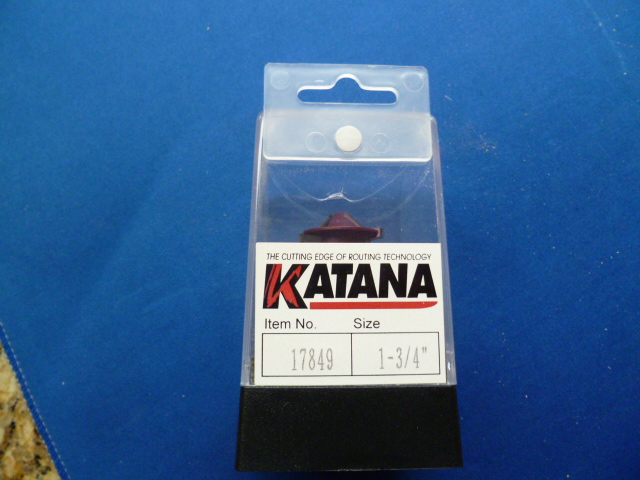 THE CUTTING EDGE OF ROUTING TECHNOLOGY
KATANA
Item No. Size
17849 1-3/4"